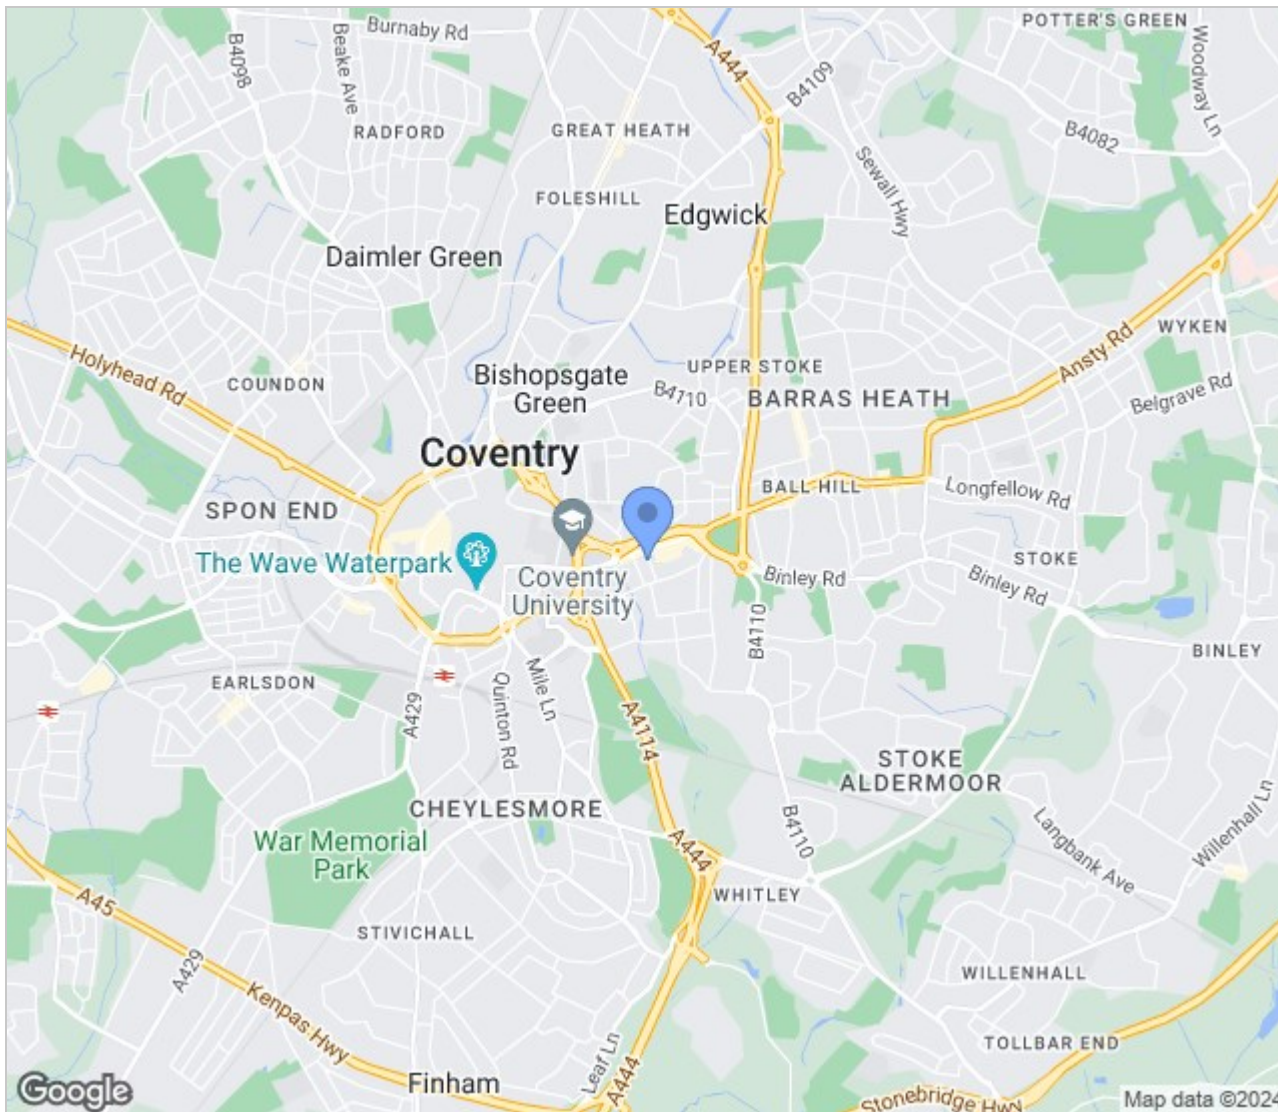 POTTER'S GREEN
Burnaby Rd
B4098
Beake Ave
A444
B4109
Woodway Ln
RADFORD
GREAT HEATH
B4082
Sewall Hwy
FOLESHILL
Edgwick
Daimler Green
WYKEN
Holyhead Rd
Ansty Rd
COUNDON
Bishopsgate
Green
UPPER STOKE
B4110
BARRAS HEATH
Belgrave Rd
Coventry
BALL HILL
Longfellow Rd
SPON END
The Wave Waterpark
Coventry
University
Binley Rd
STOKE
Binley Rd
B4110
BINLEY
EARLSDON
Mile Ln
Quinton Rd
A429
A4114
STOKE
ALDERMOOR
CHEYLESMORE
War Memorial
Park
A444
B4110
Langbank Ave
Willenhall Ln
A45
WHITLEY
STIVICHALL
A429
WILLENHALL
Kenpas Hwy
TOLLBAR END
Leaf Ln
Finham
A444
Stonebridge Hwy
Google
Map data ©2024